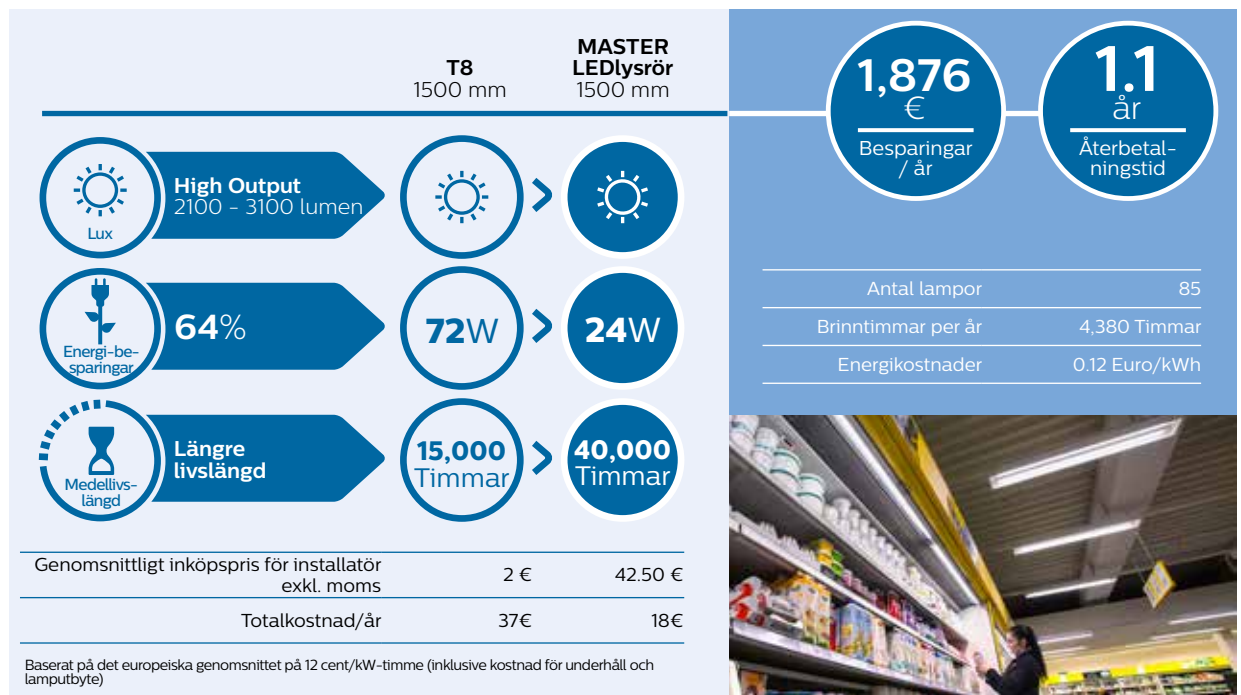 T8
1500 mm
MASTER
LEDlysrör
1500 mm
High Output
2100 - 3100 lumen
Lux
64%
Energi-be-
sparingar
72W
>
24W
Längre
livslängd
Medellivs-
längd
15,000
Timmar
>
40,000
Timmar
Genomsnittligt inköpspris för installatör
exkl. moms
2 €
42.50 €
Totalkostnad/år
37€
18€
Baserat på det europeiska genomsnittet på 12 cent/kW-timme (inklusive kostnad för underhåll och
lamputbyte)
1,876
€
Besparingar
/ år
1.1
år
Återbetal-
ningstid
Antal lampor 85
Brinntimmar per år 4,380 Timmar
Energikostnader 0.12 Euro/kWh